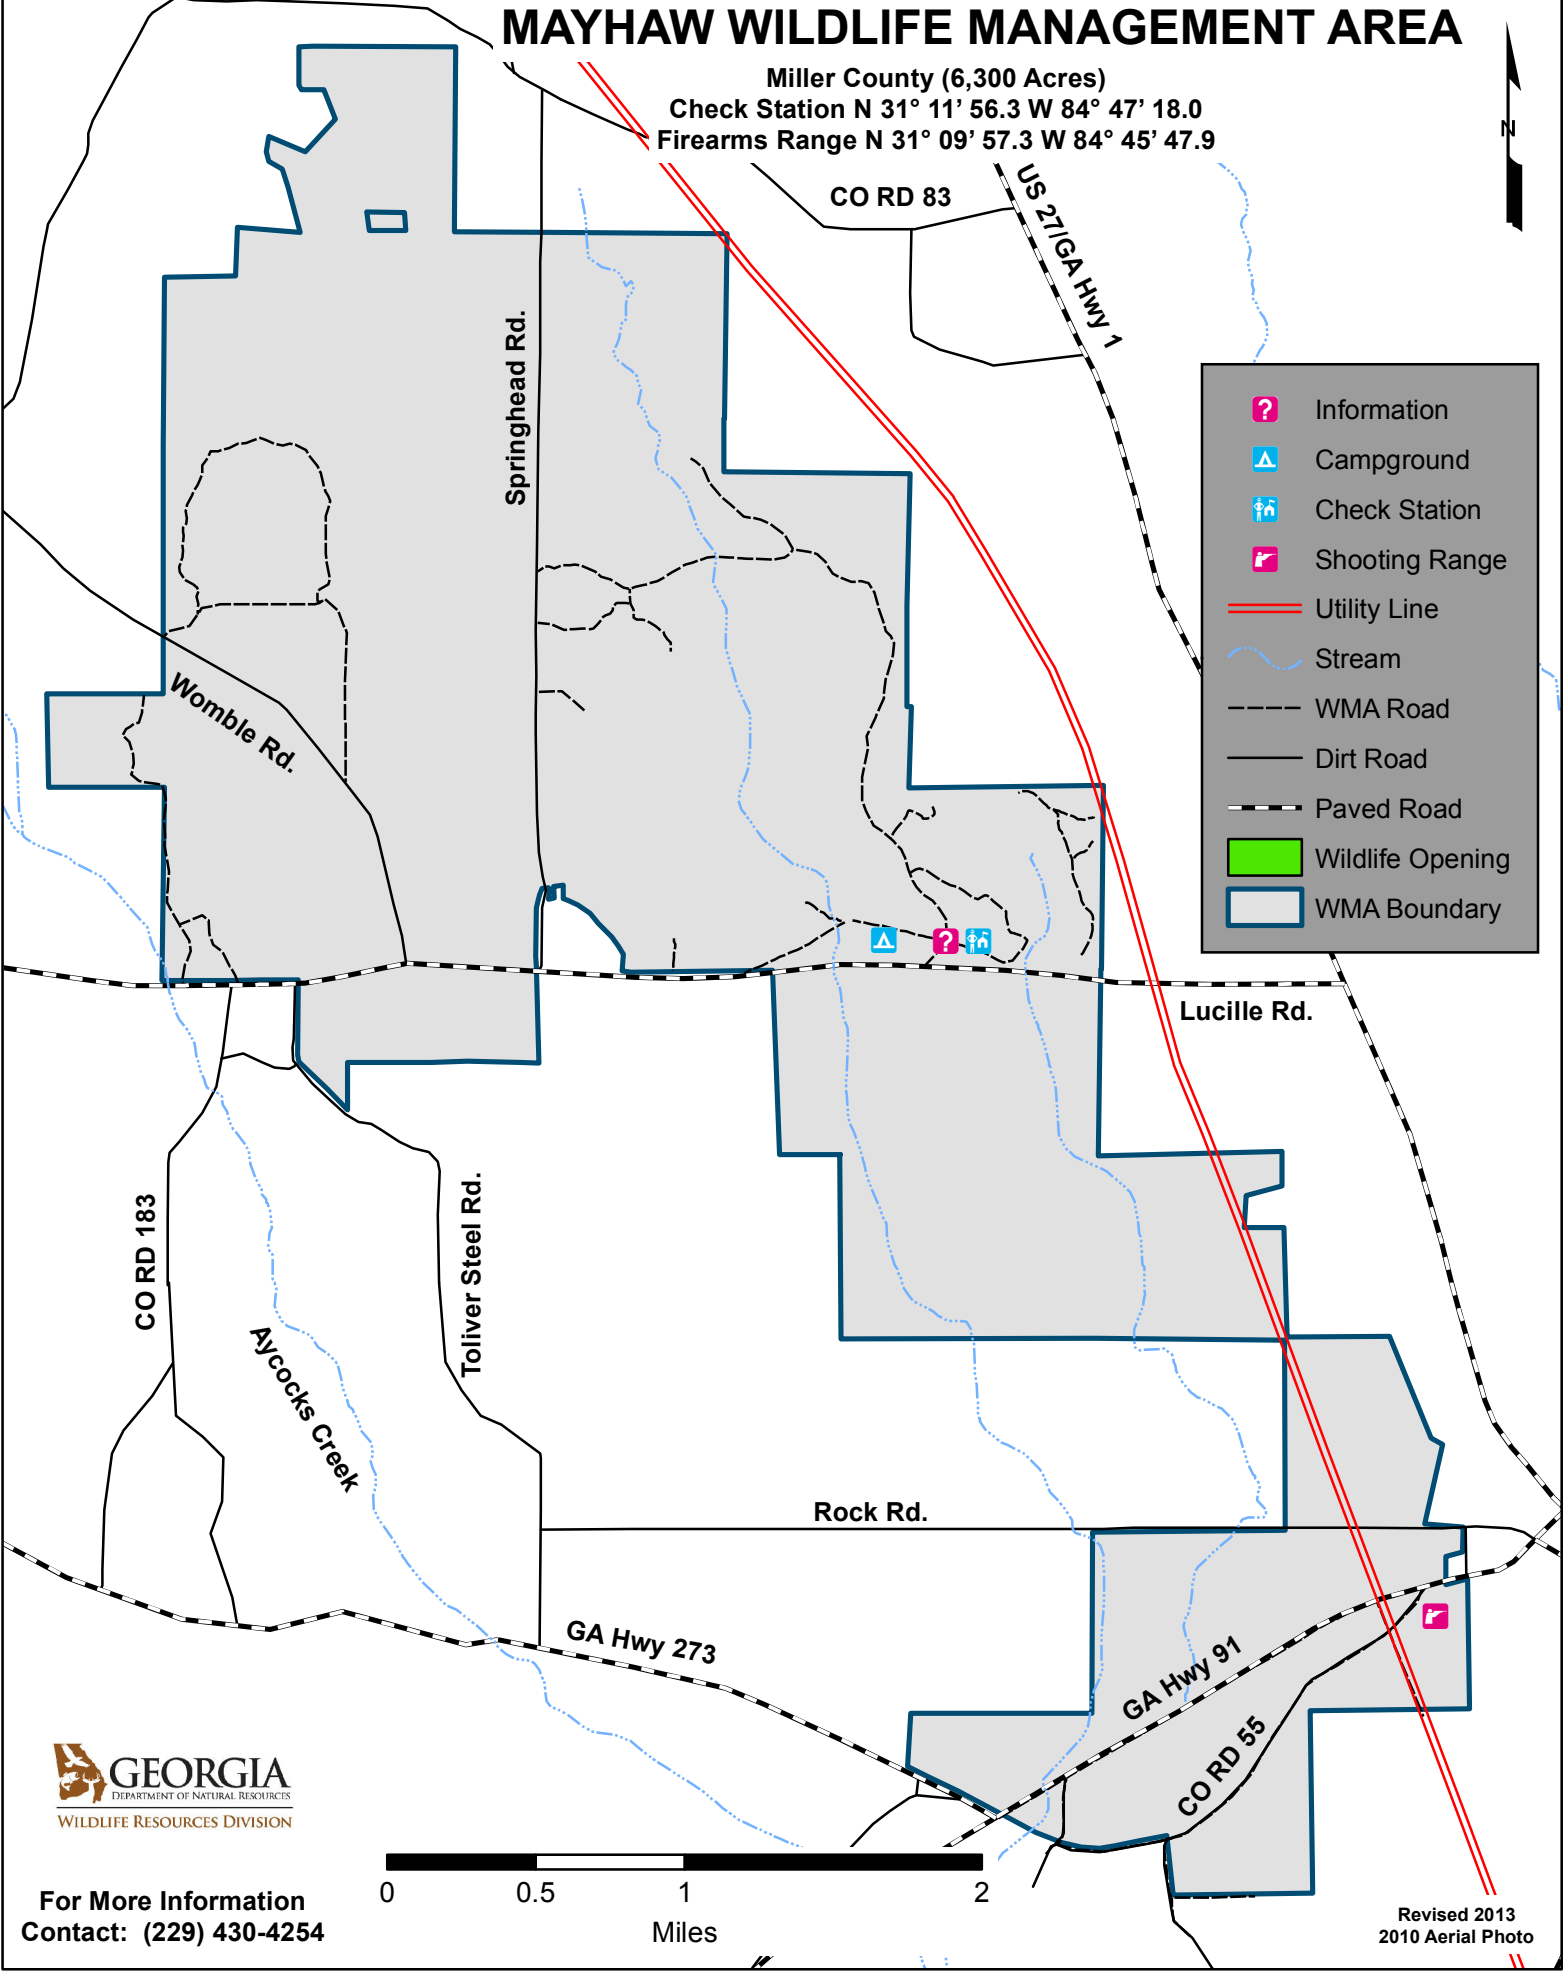 MAYHAW WILDLIFE MANAGEMENT AREA
Miller County (6,300 Acres)
Check Station N 31° 11’ 56.3 W 84° 47’ 18.0
Firearms Range N 31° 09’ 57.3 W 84° 45’ 47.9
N
CO RD 83
US 27/GA Hwy 1
Springhead Rd.
Information
Campground
Check Station
Shooting Range
Utility Line
Stream
WMA Road
Dirt Road
Paved Road
Wildlife Opening
WMA Boundary
?
Womble Rd.
?
Lucille Rd.
CO RD 183
Toliver Steel Rd.
Aycocks Creek
Rock Rd.
GA Hwy 273
GA Hwy 91
CO RD 55
GEORGIA
DEPARTMENT OF NATURAL RESOURCES
WILDLIFE RESOURCES DIVISION
0 0.5 1 2
Miles
For More Information
Contact: (229) 430-4254
Revised 2013
2010 Aerial Photo